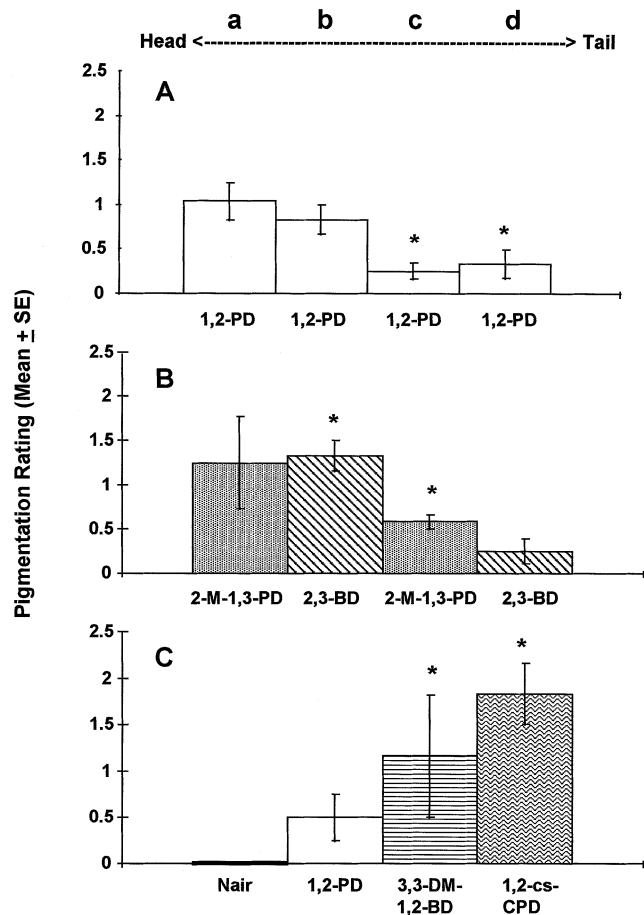 a b c d
Head <------------------------------------------> Tail
A
2.5
2
1.5
1
0.5
0
* *
1,2-PD 1,2-PD 1,2-PD 1,2-PD
Pigmentation Rating (Mean ± SE)
B
2.5
2
1.5
1
0.5
0
* *
2-M-1,3-PD 2,3-BD 2-M-1,3-PD 2,3-BD
C
2.5
2
1.5
1
0.5
0
* *
Nair 1,2-PD 3,3-DM- 1,2-cs-
1,2-BD CPD